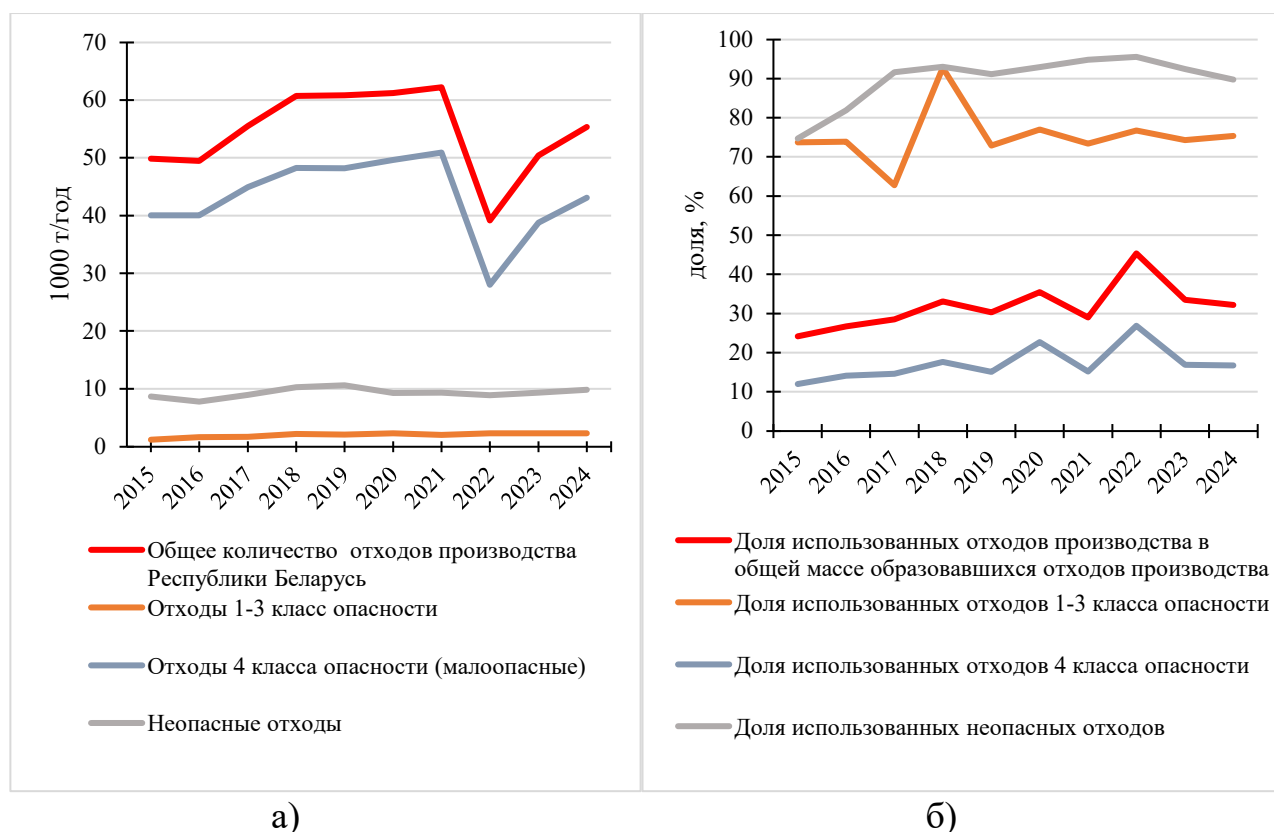 70
60
50
40
30
20
10
0
1000 т/год
2015 2016 2017 2018 2019 2020 2021 2022 2023 2024
Общее количество отходов производства
Республики Беларусь
Отходы 1-3 класс опасности
Отходы 4 класса опасности (малоопасные)
Неопасные отходы
а)
100
90
80
70
60
50
40
30
20
10
0
доля, %
2015 2016 2017 2018 2019 2020 2021 2022 2023 2024
Доля использованных отходов производства в
общей массе образовавшихся отходов производства
Доля использованных отходов 1-3 класса опасности
Доля использованных отходов 4 класса опасности
Доля использованных неопасных отходов
б)